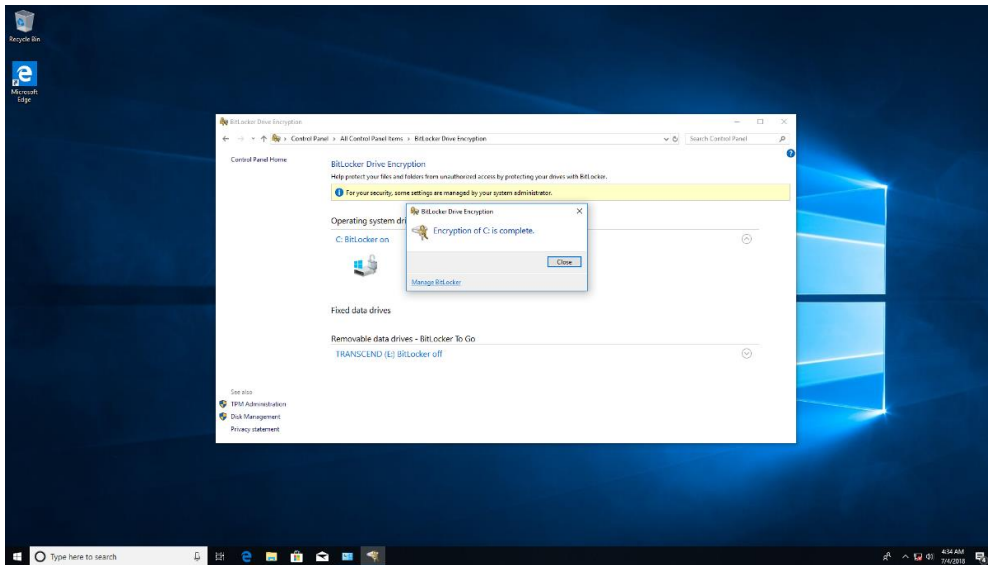 Recycle Bin
Microsoft
Edge
BitLocker Drive Encryption
Control Panel > All Control Panel Items > BitLocker Drive Encryption
Search Control Panel
Control Panel Home
BitLocker Drive Encryption
Help protect your files and folders from unauthorized access by protecting your drives with BitLocker.
For your security, some settings are managed by your system administrator.
Operating system dri
C: BitLocker on
BitLocker Drive Encryption
Encryption of C: is complete.
Close
Manage BitLocker
Fixed data drives
Removable data drives - BitLocker To Go
TRANSCEND (E:) BitLocker off
See also
TPM Administration
Disk Management
Privacy statement
Type here to search
4:34 AM
7/4/2018